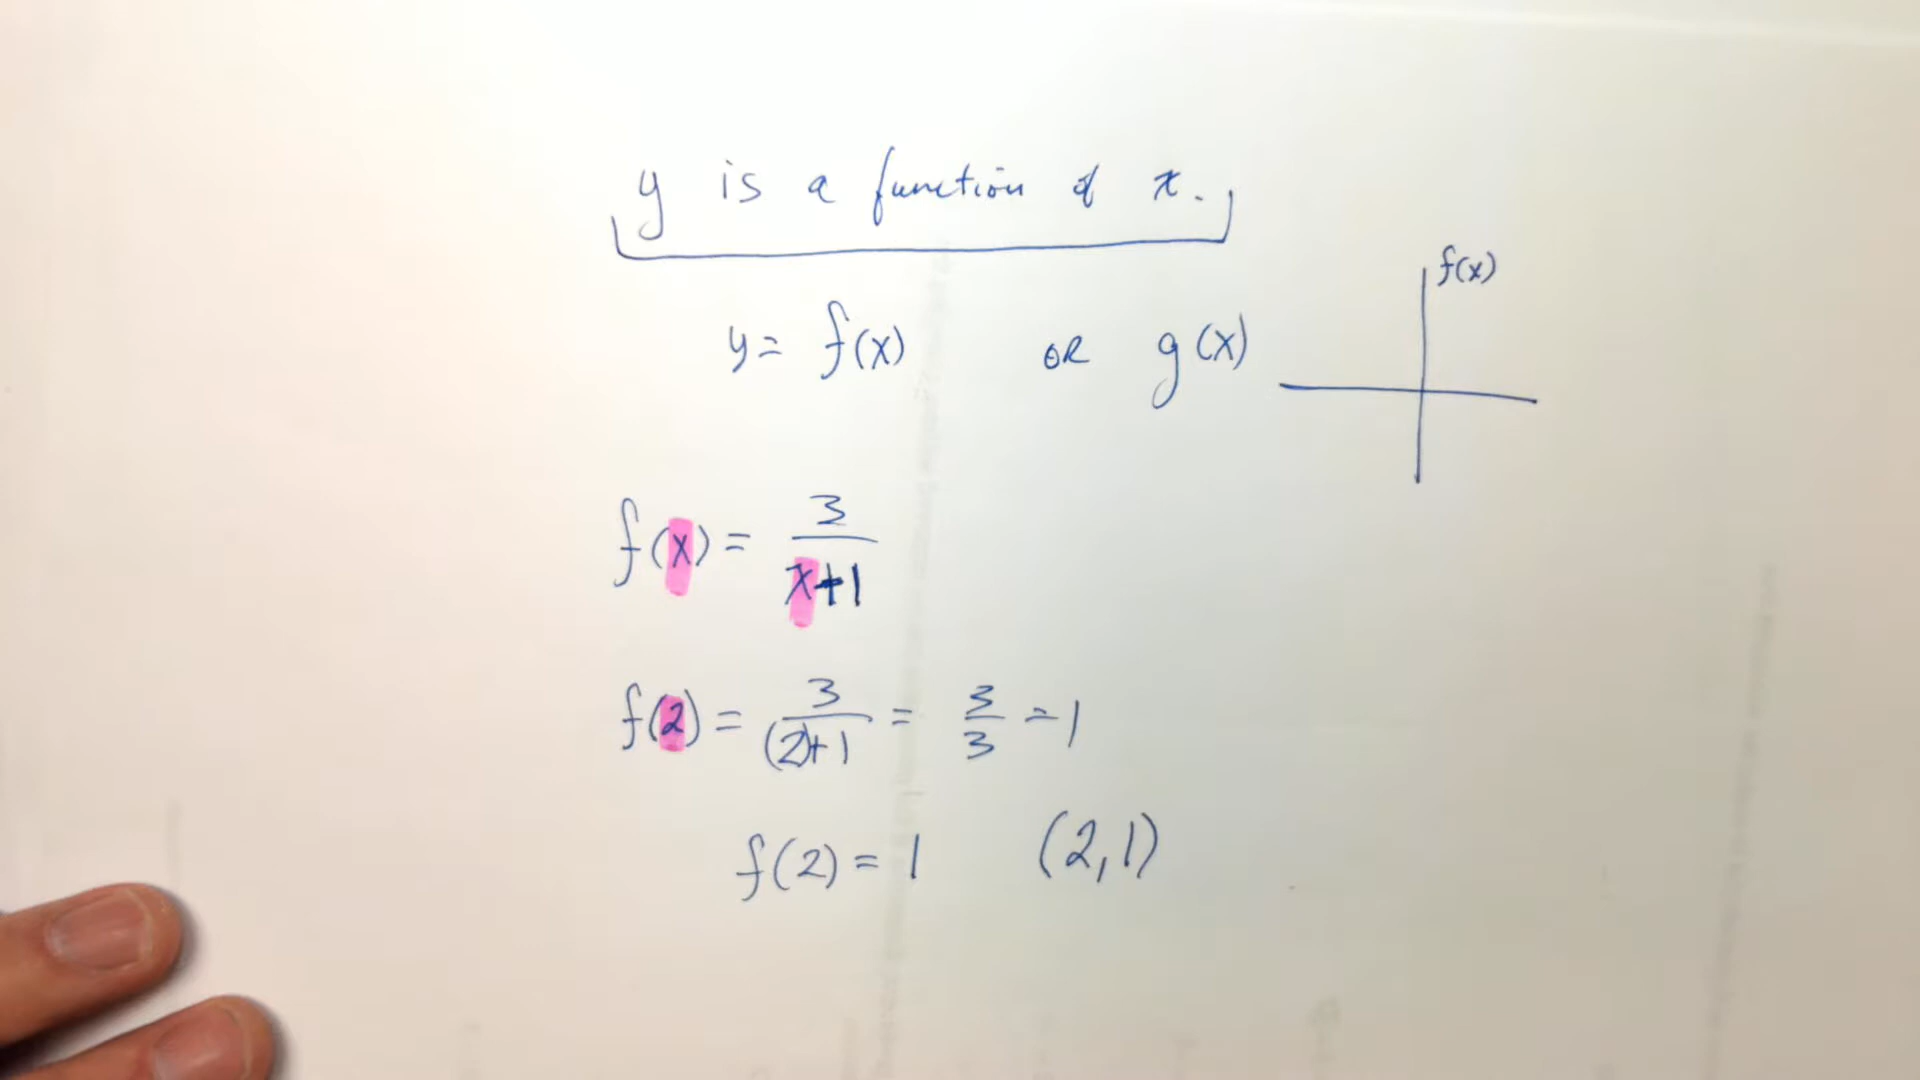 y is a function of x.
f(x)
y = f(x) OR g(x)
f(x) = 3/(x+1)
f(2) = 3/((2)+1) = 3/3 = 1
f(2) = 1 (2,1)